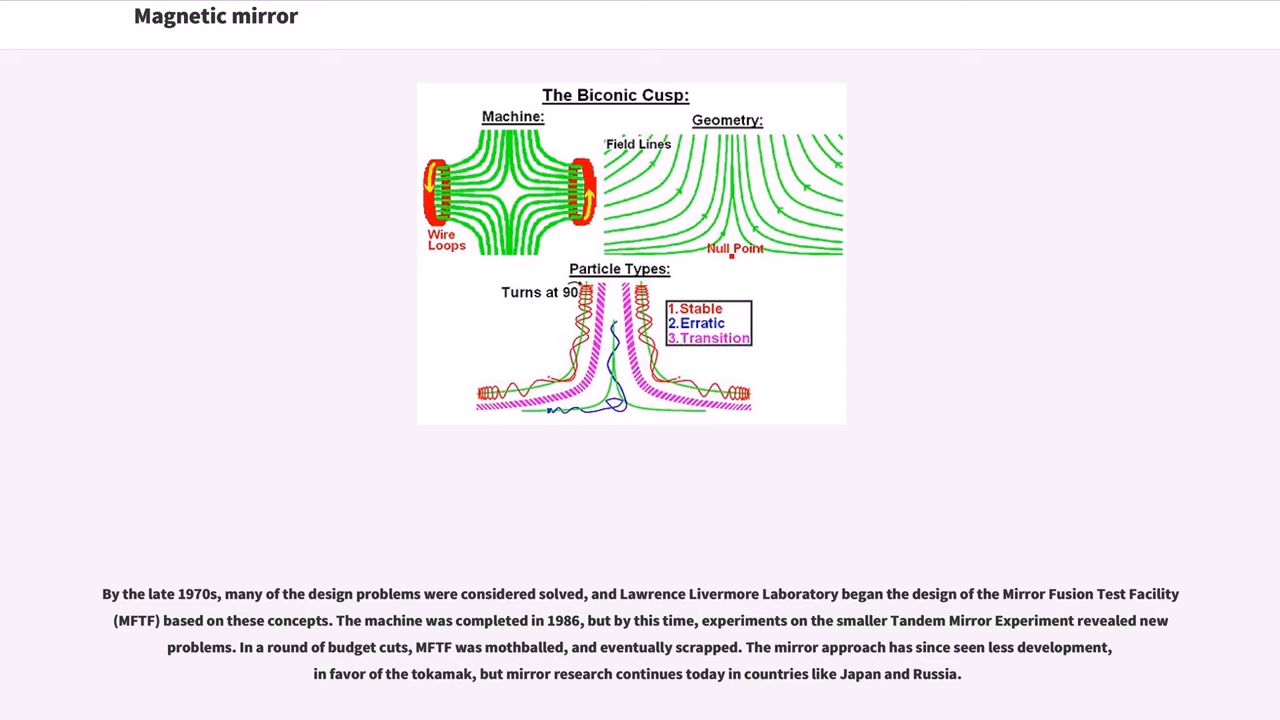 Magnetic mirror
The Biconic Cusp:
Machine:
Geometry:
Field Lines
Wire
Loops
Null Point
Particle Types:
Turns at 90
1.Stable
2.Erratic
3.Transition
By the late 1970s, many of the design problems were considered solved, and Lawrence Livermore Laboratory began the design of the Mirror Fusion Test Facility
(MFTF) based on these concepts. The machine was completed in 1986, but by this time, experiments on the smaller Tandem Mirror Experiment revealed new
problems. In a round of budget cuts, MFTF was mothballed, and eventually scrapped. The mirror approach has since seen less development,
in favor of the tokamak, but mirror research continues today in countries like Japan and Russia.